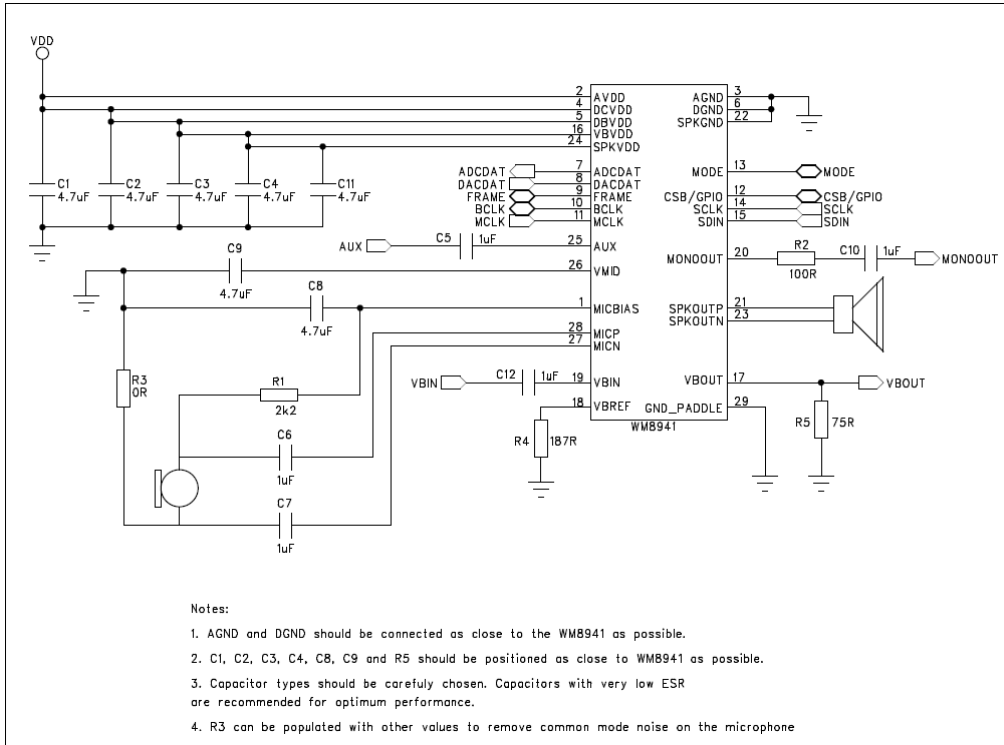 VDD
2 AVDD
4 DCVDD
5 DBVDD
16 VBVDD
24 SPKVDD
AGND 3
DGND 6
SPKGND 22
C1 4.7uF
C2 4.7uF
C3 4.7uF
C4 4.7uF
C11 4.7uF
ADCDAT 7 ADCDAT
DACDAT 8 DACDAT
FRAME 9 FRAME
BCLK 10 BCLK
MCLK 11 MCLK
MODE 13 MODE
CSB/GPIO 12 CSB/GPIO
SCLK 14 SCLK
SDIN 15 SDIN
AUX C5 1uF 25 AUX
C9 4.7uF 26 VMID
MONOOUT 20 R2 100R C10 1uF MONOOUT
C8 4.7uF 1 MICBIAS
SPKOUTP 21
SPKOUTN 23
28 MICP
27 MICN
R3 0R
R1 2k2
VBIN C12 1uF 19 VBIN
VBOUT 17 VBOUT
18 VBREF
GND_PADDLE 29
R4 187R
WM8941
R5 75R
C6 1uF
C7 1uF
Notes:
1. AGND and DGND should be connected as close to the WM8941 as possible.
2. C1, C2, C3, C4, C8, C9 and R5 should be positioned as close to WM8941 as possible.
3. Capacitor types should be carefuly chosen. Capacitors with very low ESR
are recommended for optimum performance.
4. R3 can be populated with other values to remove common mode noise on the microphone